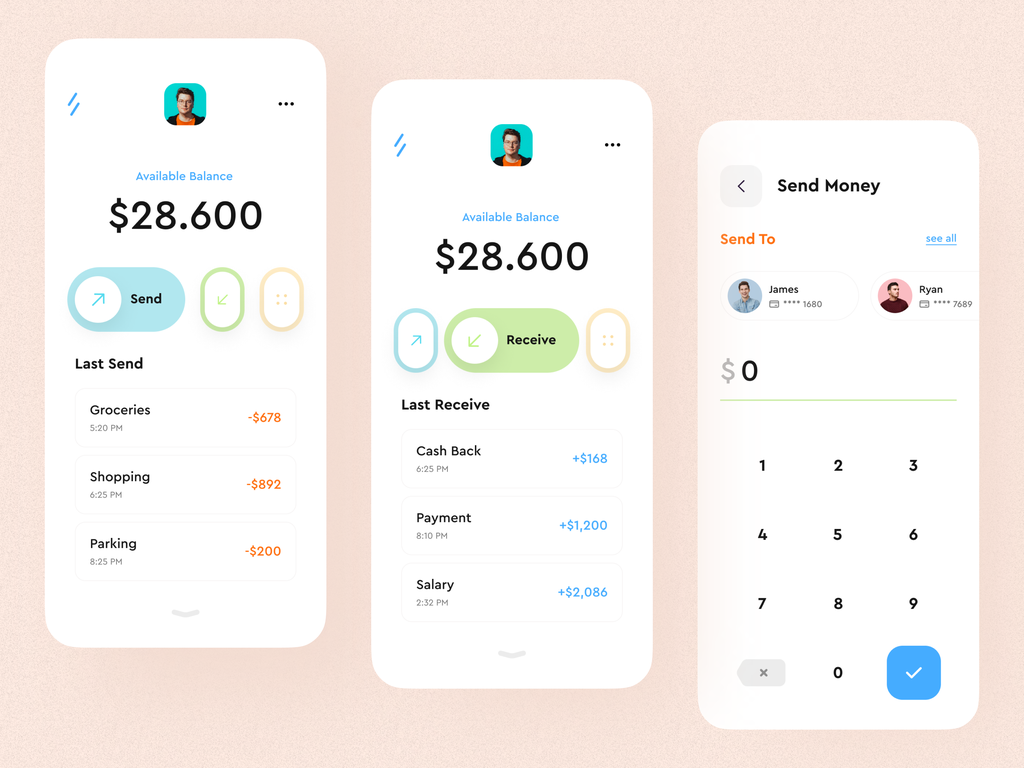 Available Balance
$28.600
Send
Last Send
Groceries
5:20 PM
-$678
Shopping
6:25 PM
-$892
Parking
8:25 PM
-$200
Available Balance
$28.600
Receive
Last Receive
Cash Back
6:25 PM
+$168
Payment
8:10 PM
+$1,200
Salary
2:32 PM
+$2,086
Send Money
Send To
see all
James
**** 1680
Ryan
**** 7689
$ 0
1 2 3
4 5 6
7 8 9
0